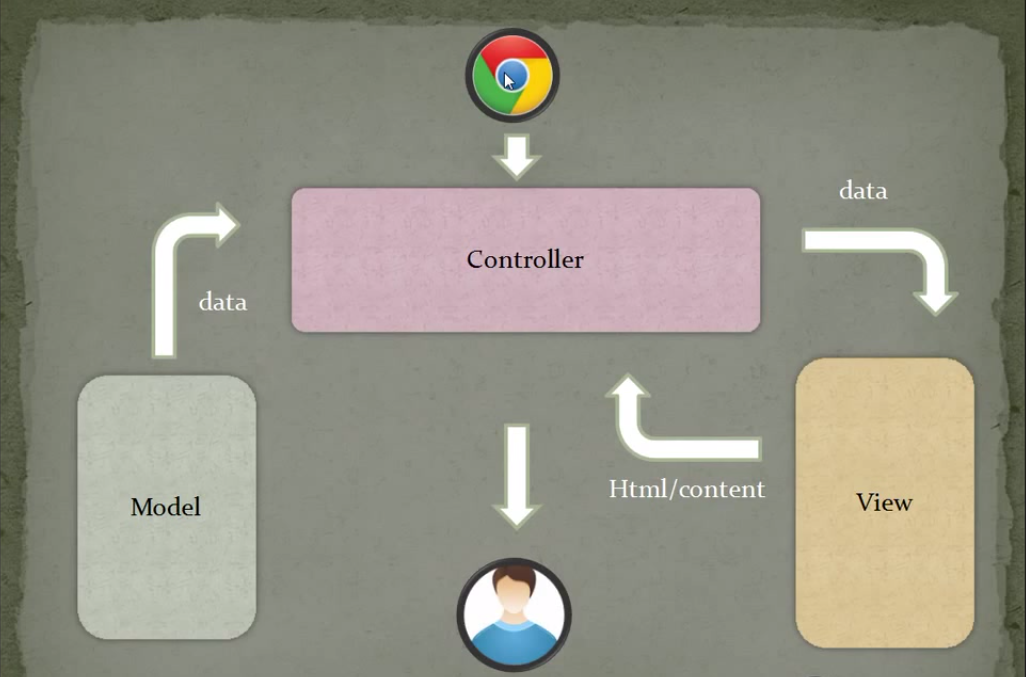 data
Controller
data
Html/content
View
Model